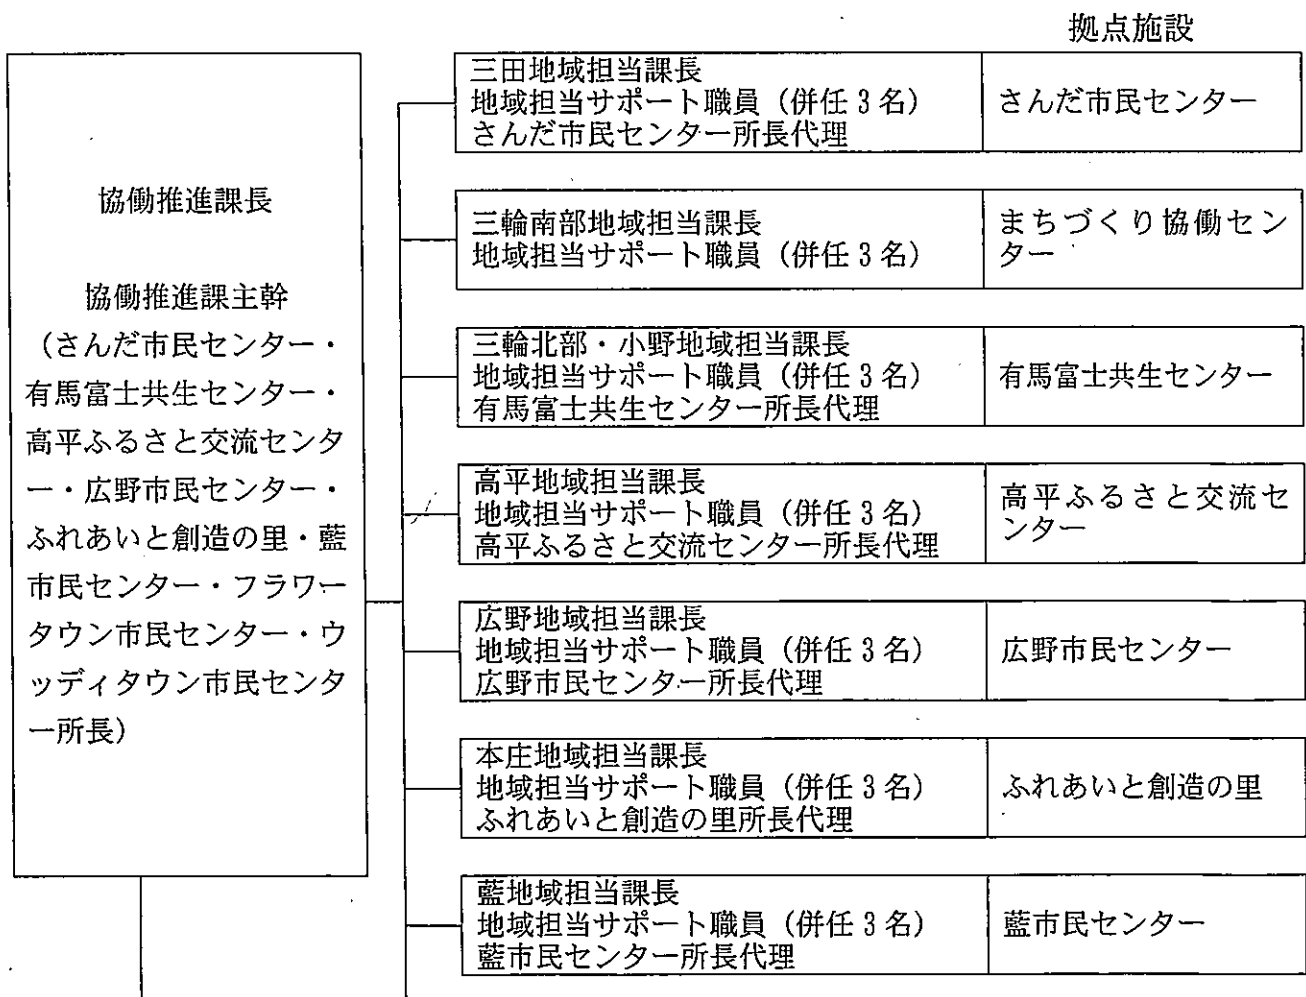 拠点施設
協働推進課長
協働推進課主幹
（さんだ市民センター・
有馬富士共生センター・
高平ふるさと交流センタ
ー・広野市民センター・
ふれあいと創造の里・藍
市民センター・フラワー
タウン市民センター・ウ
ッディタウン市民センタ
ー所長）
三田地域担当課長
地域担当サポート職員（併任3名）
さんだ市民センター所長代理
さんだ市民センター
三輪南部地域担当課長
地域担当サポート職員（併任3名）
まちづくり協働セン
ター
三輪北部・小野地域担当課長
地域担当サポート職員（併任3名）
有馬富士共生センター所長代理
有馬富士共生センター
高平地域担当課長
地域担当サポート職員（併任3名）
高平ふるさと交流センター所長代理
高平ふるさと交流セ
ンター
広野地域担当課長
地域担当サポート職員（併任3名）
広野市民センター所長代理
広野市民センター
本庄地域担当課長
地域担当サポート職員（併任3名）
ふれあいと創造の里所長代理
ふれあいと創造の里
藍地域担当課長
地域担当サポート職員（併任3名）
藍市民センター所長代理
藍市民センター